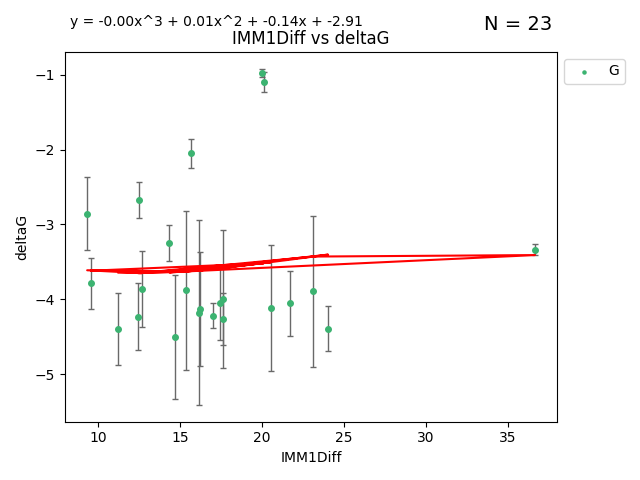 y = -0.00x^3 + 0.01x^2 + -0.14x + -2.91
N = 23
IMM1Diff vs deltaG
G
deltaG
−1
−2
−3
−4
−5
10 15 20 25 30 35
IMM1Diff